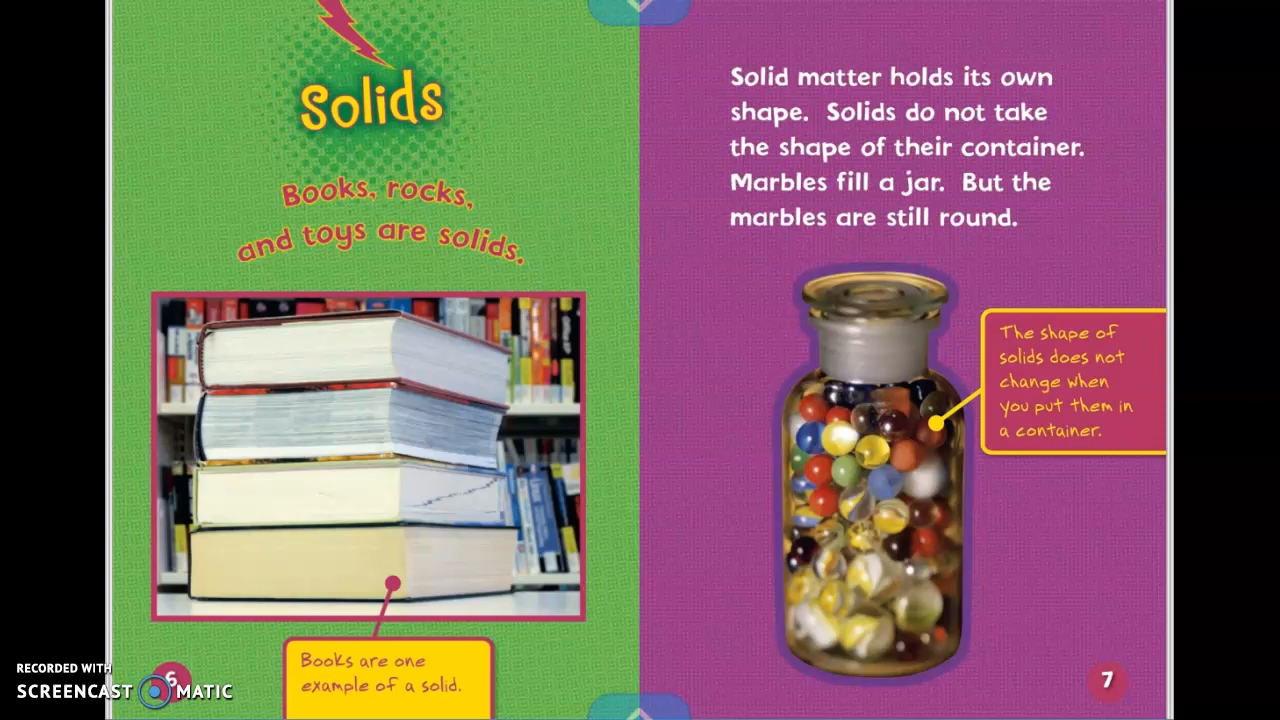 Solids
Books, rocks,
and toys are solids.
Books are one
example of a solid.
6
Solid matter holds its own
shape. Solids do not take
the shape of their container.
Marbles fill a jar. But the
marbles are still round.
The shape of
solids does not
change when
you put them in
a container.
7
RECORDED WITH
SCREENCAST MATIC